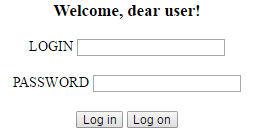 Welcome, dear user!
LOGIN
PASSWORD
Log in Log on